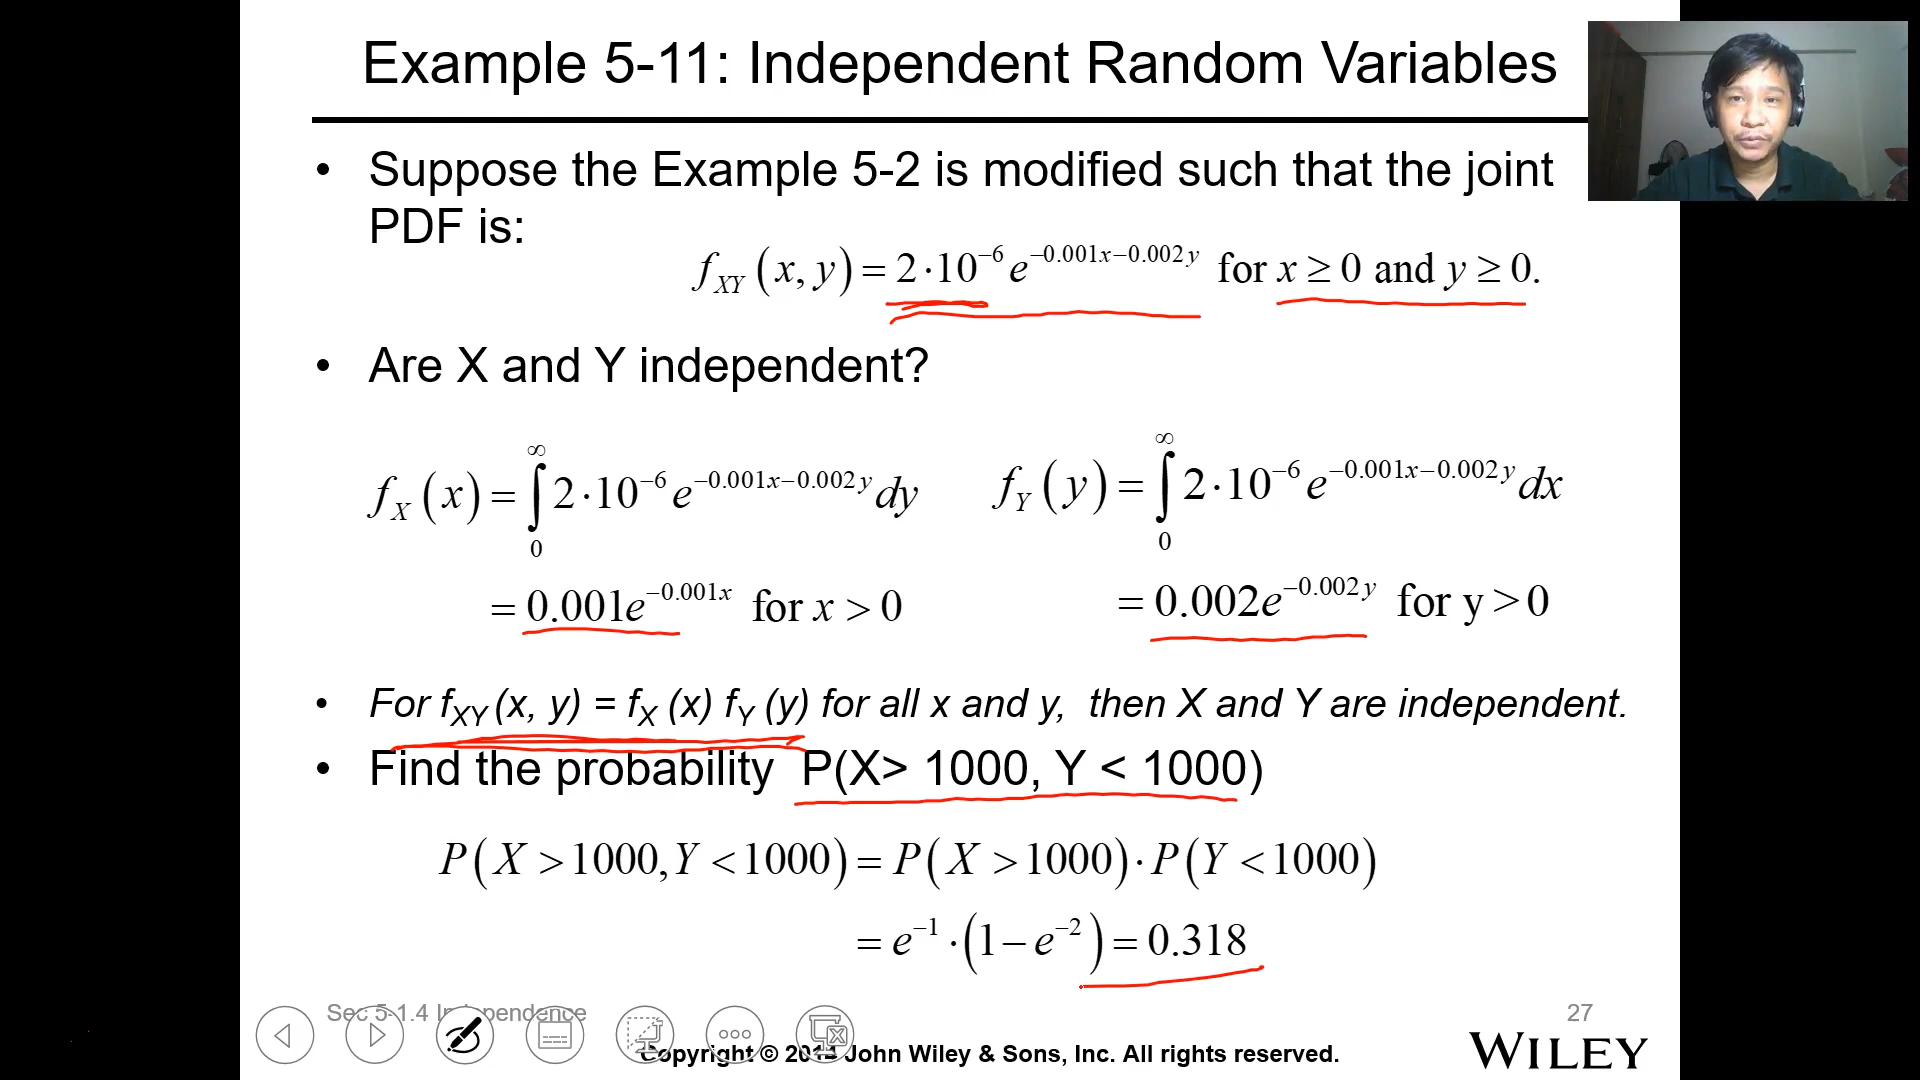 Example 5-11: Independent Random Variables
• Suppose the Example 5-2 is modified such that the joint
PDF is:
f_XY (x, y) = 2·10⁻⁶ e^(−0.001x−0.002y) for x ≥ 0 and y ≥ 0.
• Are X and Y independent?
f_X (x) = ∫₀^∞ 2·10⁻⁶ e^(−0.001x−0.002y) dy
= 0.001e^(−0.001x) for x > 0
f_Y (y) = ∫₀^∞ 2·10⁻⁶ e^(−0.001x−0.002y) dx
= 0.002e^(−0.002y) for y > 0
• For f_XY (x, y) = f_X (x) f_Y (y) for all x and y, then X and Y are independent.
• Find the probability P(X> 1000, Y < 1000)
P(X > 1000, Y < 1000) = P(X > 1000)·P(Y < 1000)
= e⁻¹·(1 − e⁻²) = 0.318
Sec 5-1.4 Independence
27
Copyright © 2014 John Wiley & Sons, Inc. All rights reserved.
WILEY